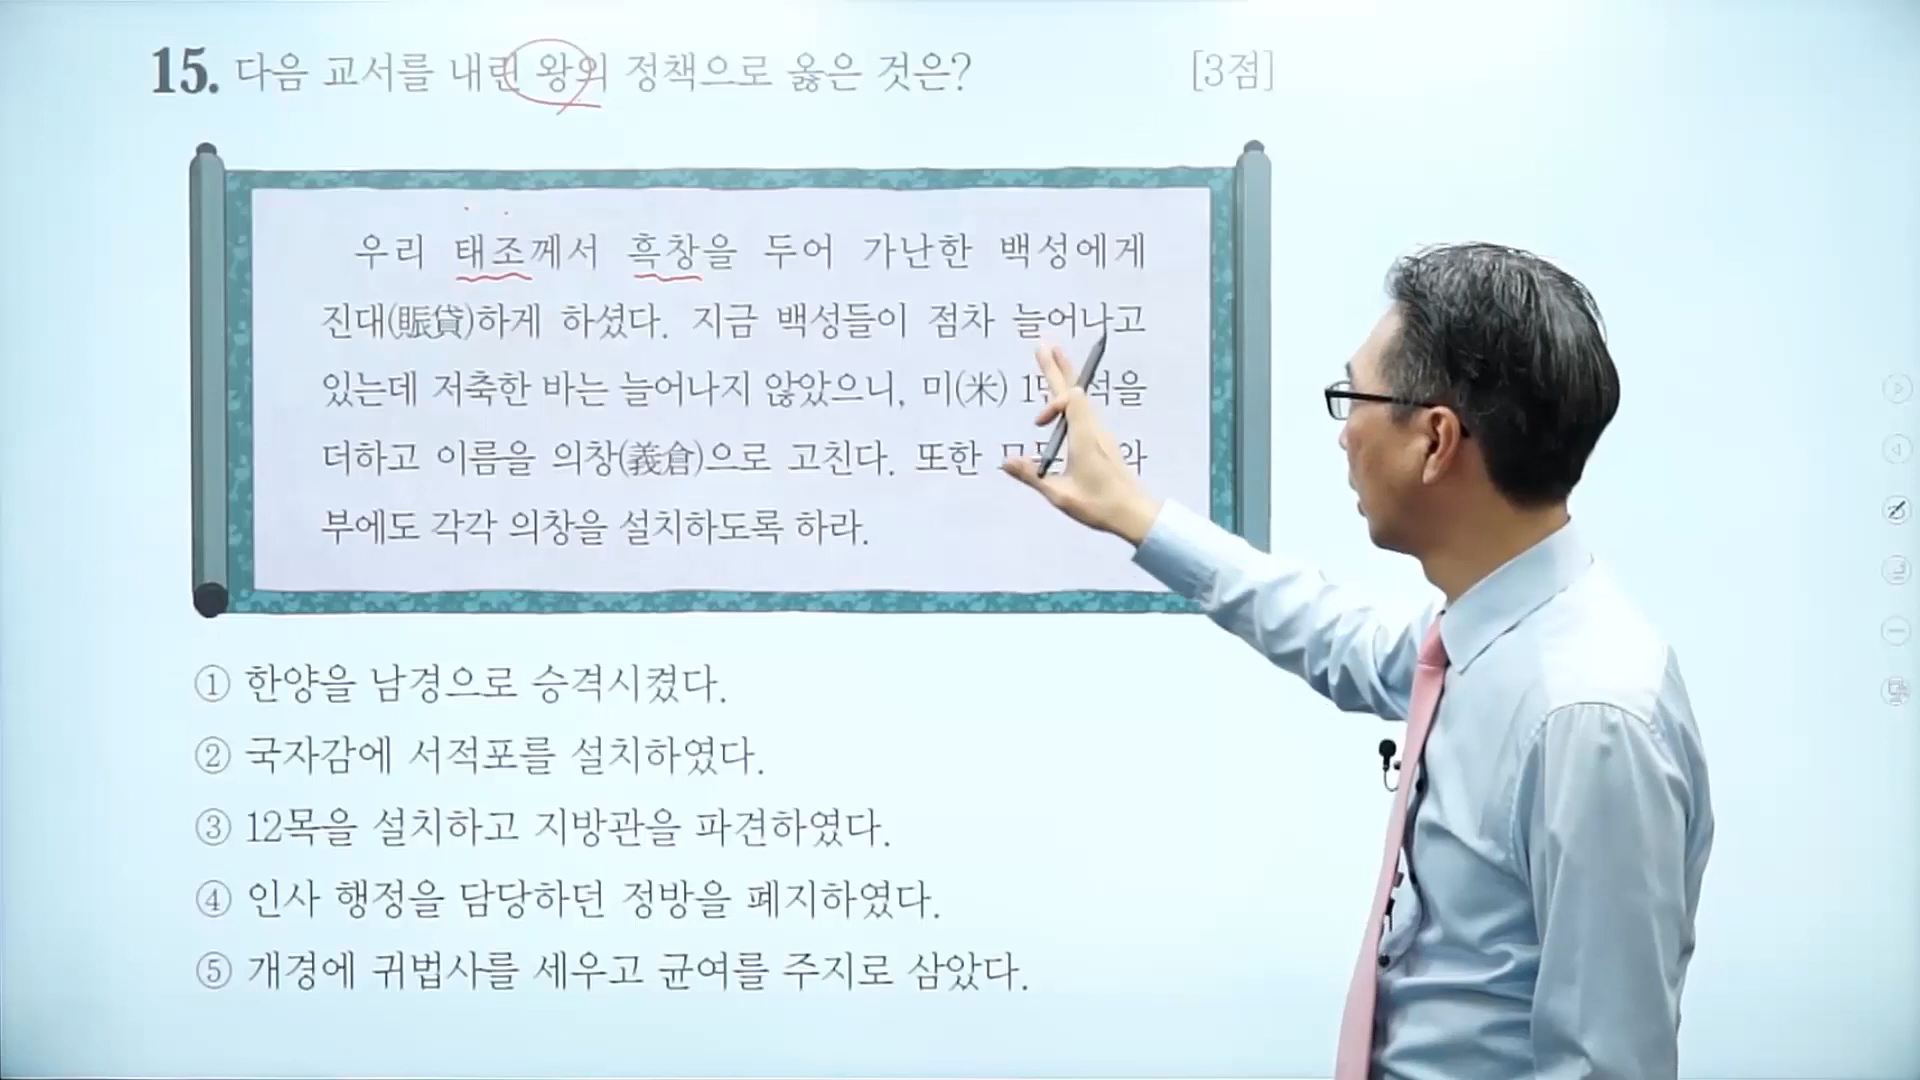 15. 다음 교서를 내린 왕의 정책으로 옳은 것은? [3점]
우리 태조께서 흑창을 두어 가난한 백성에게
진대(賑貸)하게 하셨다. 지금 백성들이 점차 늘어나고
있는데 저축한 바는 늘어나지 않았으니, 미(米)
더하고 이름을 의창(義倉)으로 고친다. 또한
부에도 각각 의창을 설치하도록 하라.
① 한양을 남경으로 승격시켰다.
② 국자감에 서적포를 설치하였다.
③ 12목을 설치하고 지방관을 파견하였다.
④ 인사 행정을 담당하던 정방을 폐지하였다.
⑤ 개경에 귀법사를 세우고 균여를 주지로 삼았다.